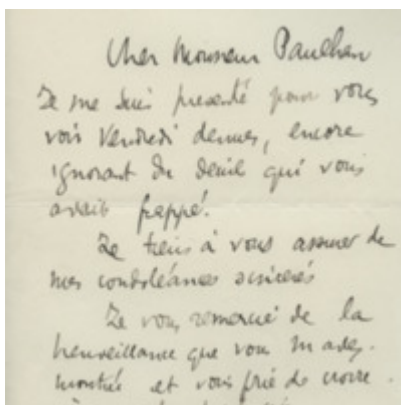 Cher Monsieur Paulhan
Je me suis presenté pour vous
voir Vendredi dernier, encore
ignorant du deuil qui vous
avait frappé.
Je tiens à vous assurer de
mes condoléances sincères
Je vous remercie de la
bienveillance que vous m'avez
montrée et vous prie de croire